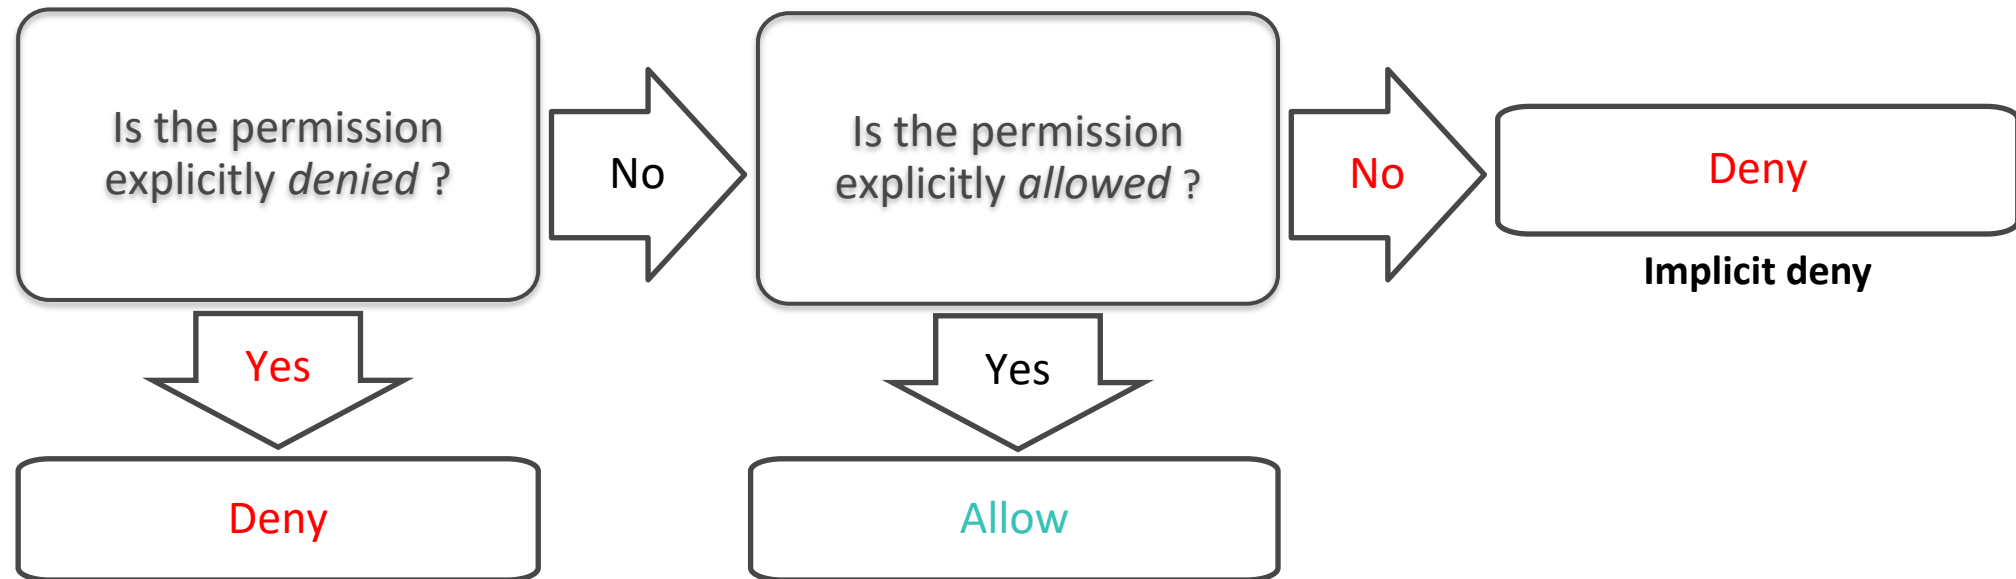 Is the permission
explicitly denied ?
No
Is the permission
explicitly allowed ?
No
Deny
Implicit deny
Yes
Yes
Deny
Allow